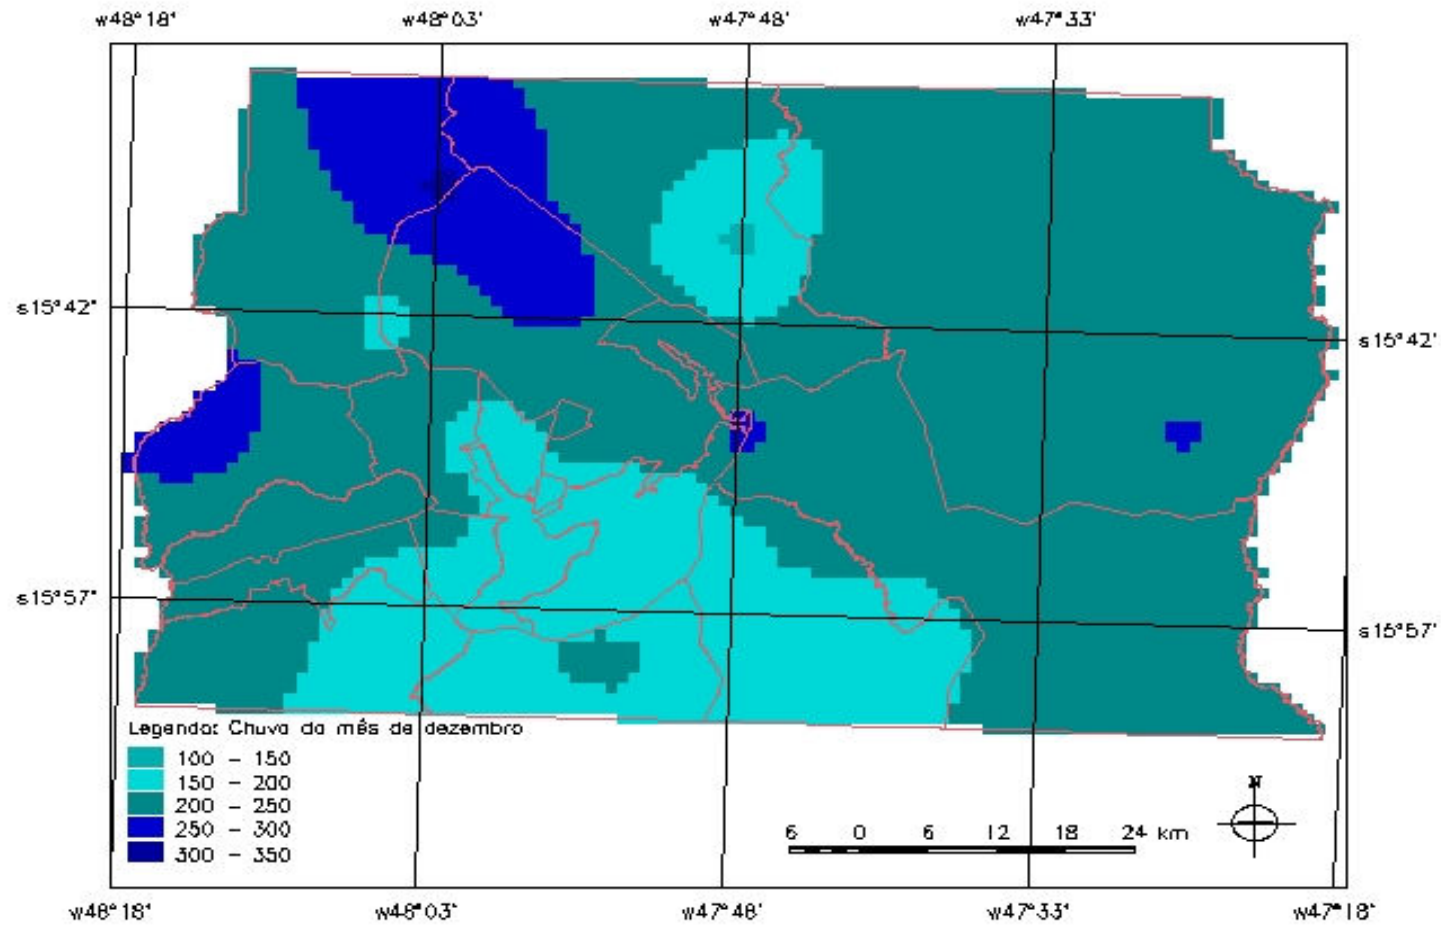 w48°18' w48°03' w47°48' w47°33'
s15°42'
s15°42'
s15°57'
s15°57'
Legenda: Chuva do mês de dezembro
100 - 150
150 - 200
200 - 250
250 - 300
300 - 350
N
6 0 6 12 18 24 km
w48°18' w48°03' w47°48' w47°33' w47°18'